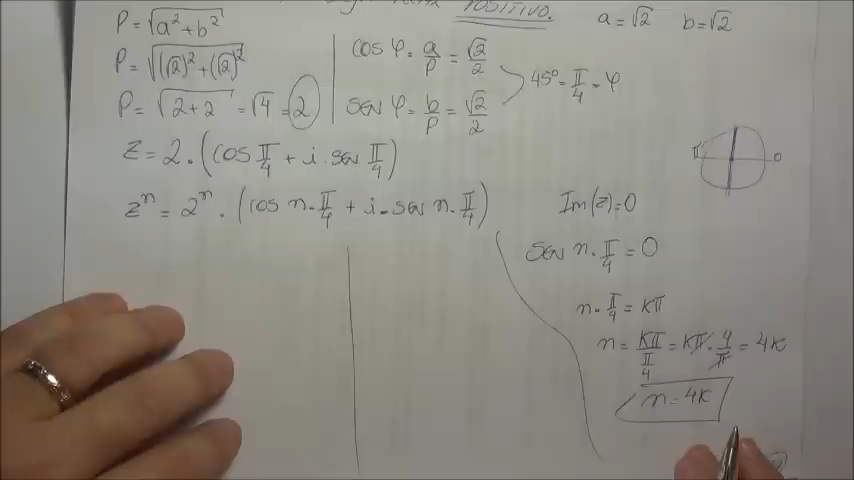 POSITIVO.
a = √2 b = √2
P = √(a² + b²)
P = √((√2)² + (√2)²)
P = √(2 + 2) = √4 = 2
cos φ = a/P = √2/2
sen φ = b/P = √2/2
45° = π/4 = φ
z = 2 · (cos π/4 + i · sen π/4)
zⁿ = 2ⁿ · (cos n · π/4 + i · sen n · π/4)
π 0
Im(z) = 0
sen n · π/4 = 0
n · π/4 = kπ
n = kπ/(π/4) = kπ · 4/π = 4k
n = 4k